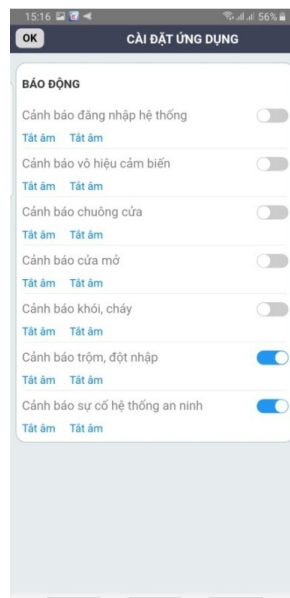 15:16 56%
OK CÀI ĐẶT ỨNG DỤNG
BÁO ĐỘNG
Cảnh báo đăng nhập hệ thống
Tắt âm Tắt âm
Cảnh báo vô hiệu cảm biến
Tắt âm Tắt âm
Cảnh báo chuông cửa
Tắt âm Tắt âm
Cảnh báo cửa mở
Tắt âm Tắt âm
Cảnh báo khói, cháy
Tắt âm Tắt âm
Cảnh báo trộm, đột nhập
Tắt âm Tắt âm
Cảnh báo sự cố hệ thống an ninh
Tắt âm Tắt âm